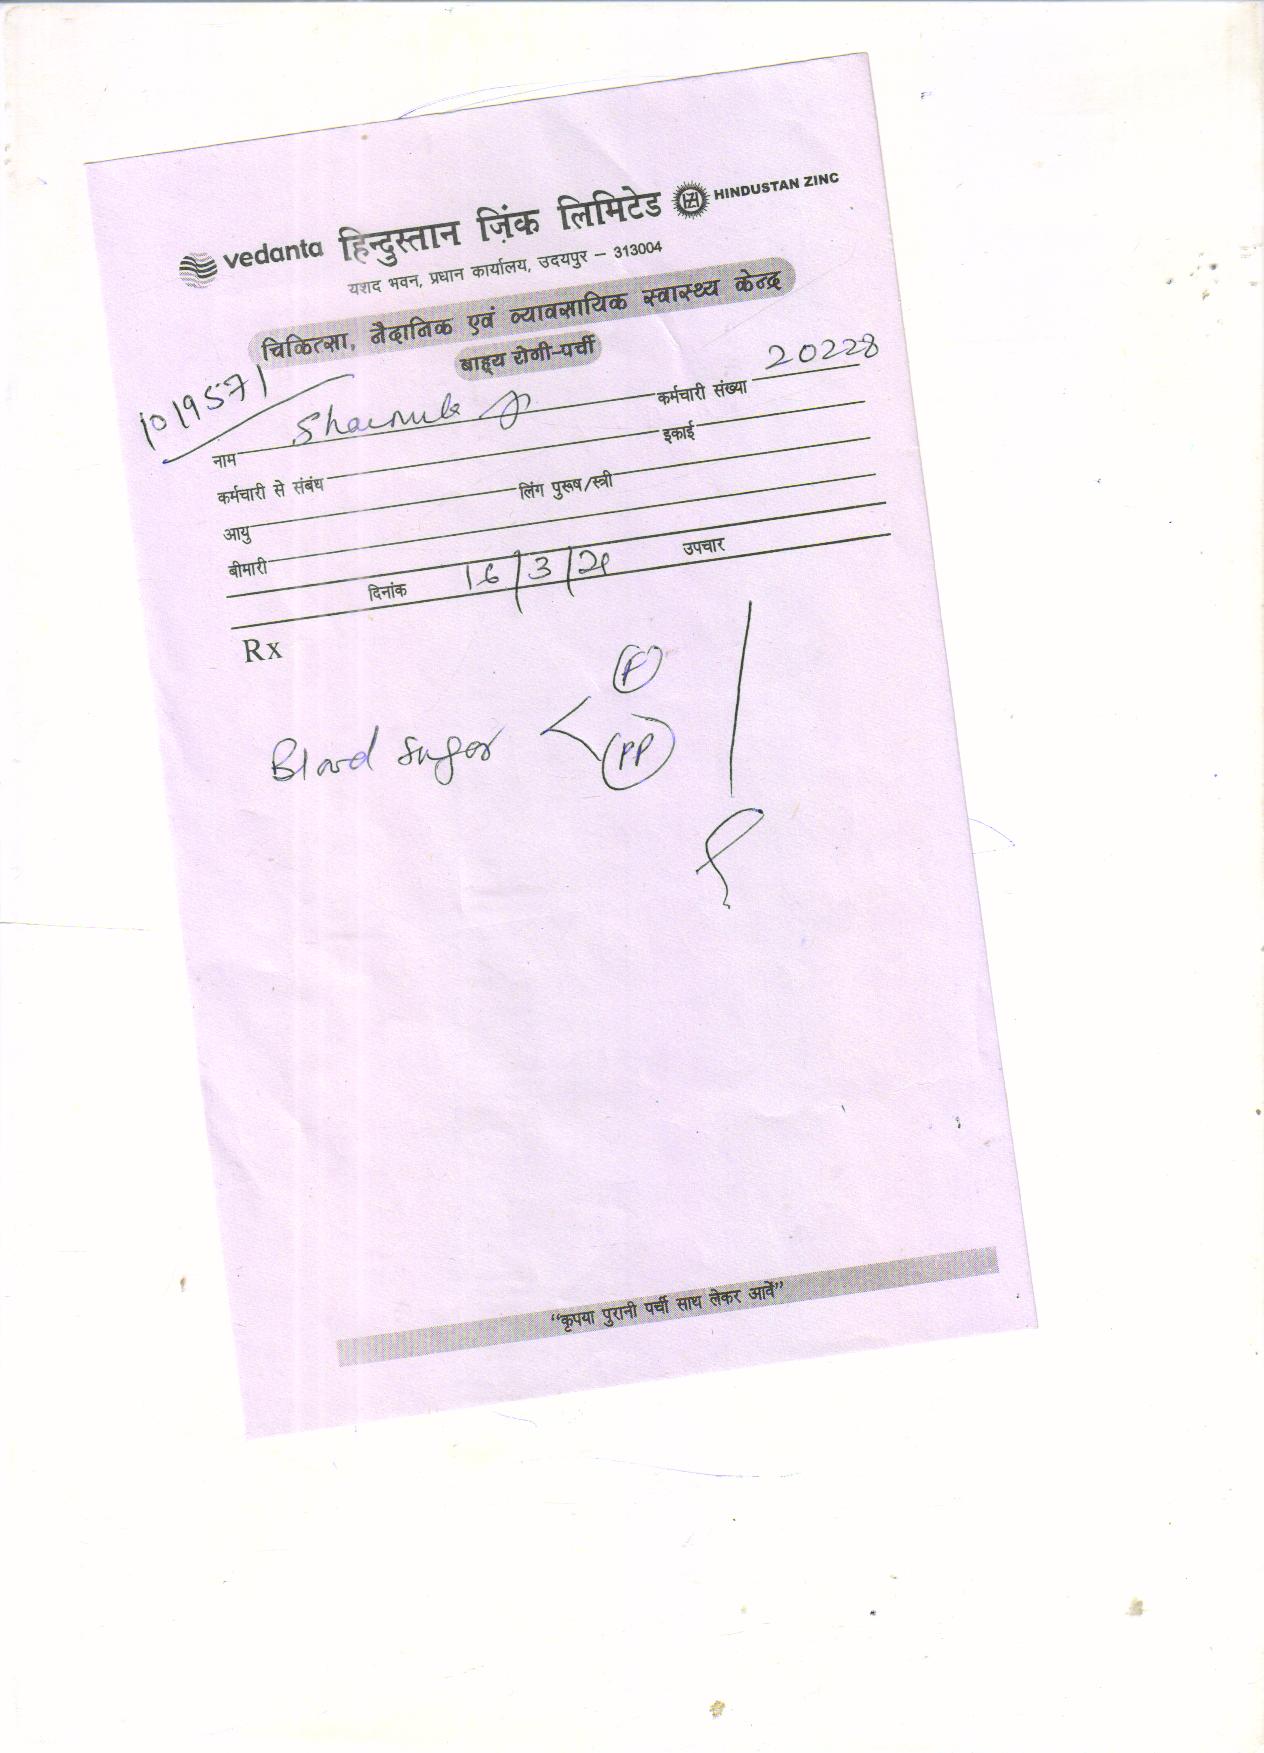 vedanta हिन्दुस्तान ज़िंक लिमिटेड HINDUSTAN ZINC
यशद भवन, प्रधान कार्यालय, उदयपुर – 313004
चिकित्सा, नैदानिक एवं व्यावसायिक स्वास्थ्य केन्द्र
बाह्य रोगी-पर्ची
1019571
नाम कर्मचारी संख्या 20228
कर्मचारी से संबंध इकाई
आयु लिंग पुरूष/स्त्री
बीमारी
दिनांक 16/3/21 उपचार
Rx
F
Blood sugar < PP
“कृपया पुरानी पर्ची साथ लेकर आवें”